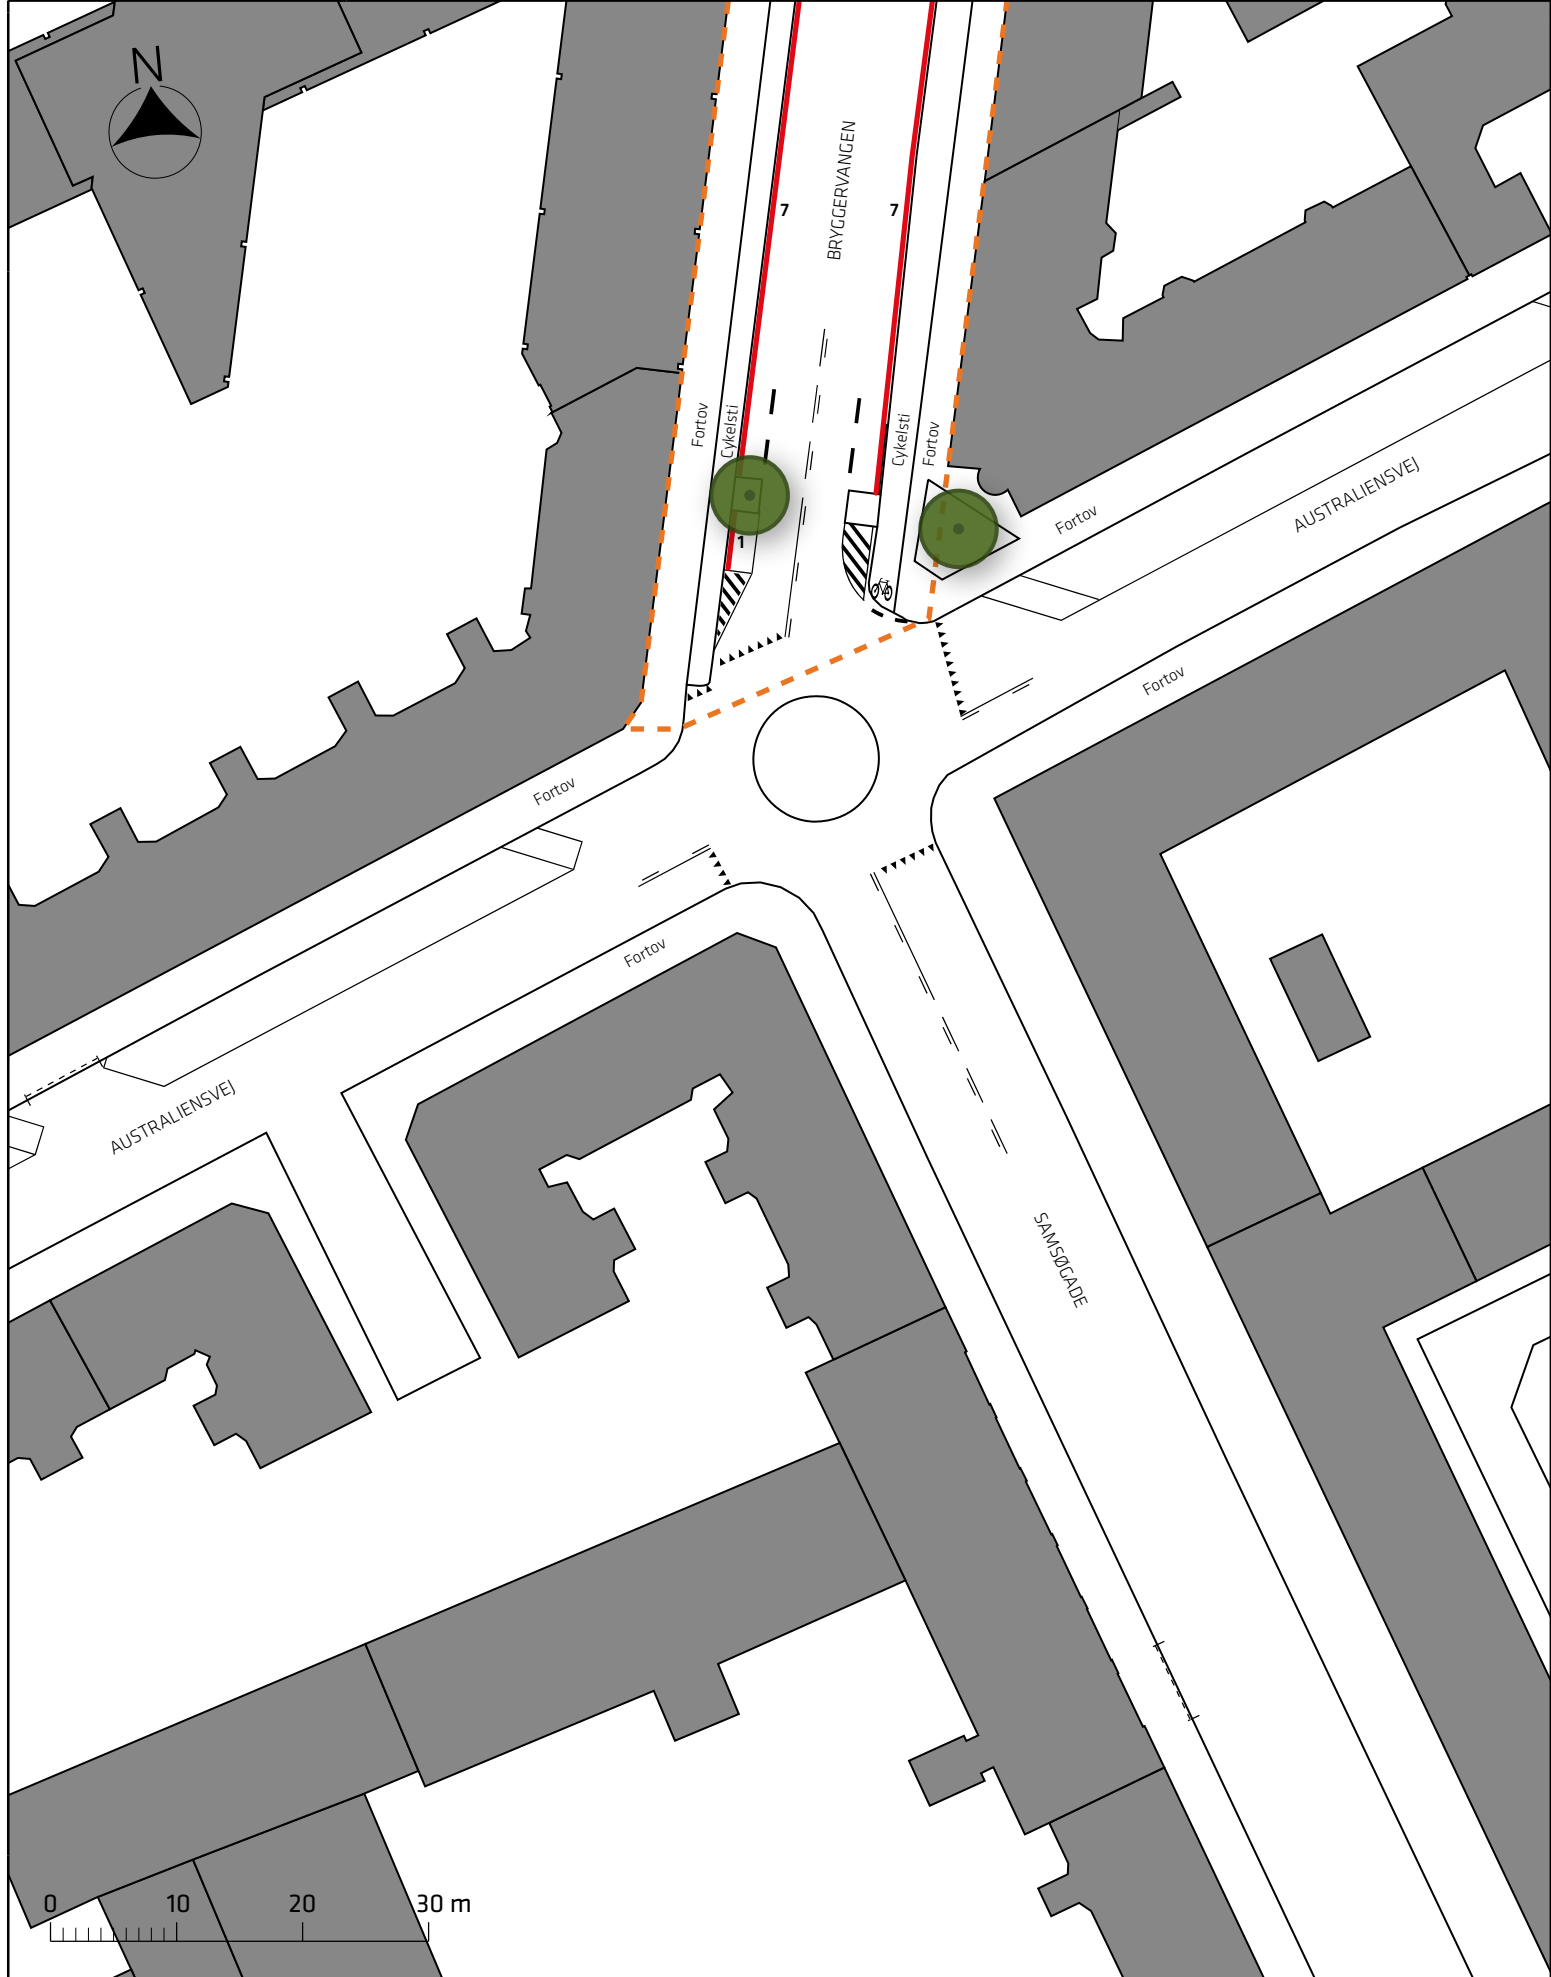 N
BRYGGERVANGEN
7
7
Fortov
Cykelsti
Cykelsti
Fortov
1
Fortov
AUSTRALIENSVEJ
Fortov
Fortov
Fortov
AUSTRALIENSVEJ
SAMSØGADE
0 10 20 30 m